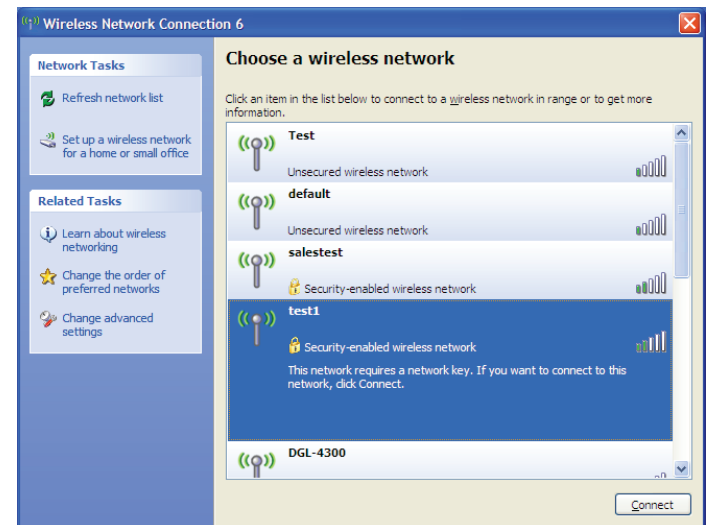 Wireless Network Connection 6
Network Tasks
Refresh network list
Set up a wireless network
for a home or small office
Related Tasks
Learn about wireless
networking
Change the order of
preferred networks
Change advanced
settings
Choose a wireless network
Click an item in the list below to connect to a wireless network in range or to get more
information.
Test
Unsecured wireless network
default
Unsecured wireless network
salestest
Security-enabled wireless network
test1
Security-enabled wireless network
This network requires a network key. If you want to connect to this
network, click Connect.
DGL-4300
Connect